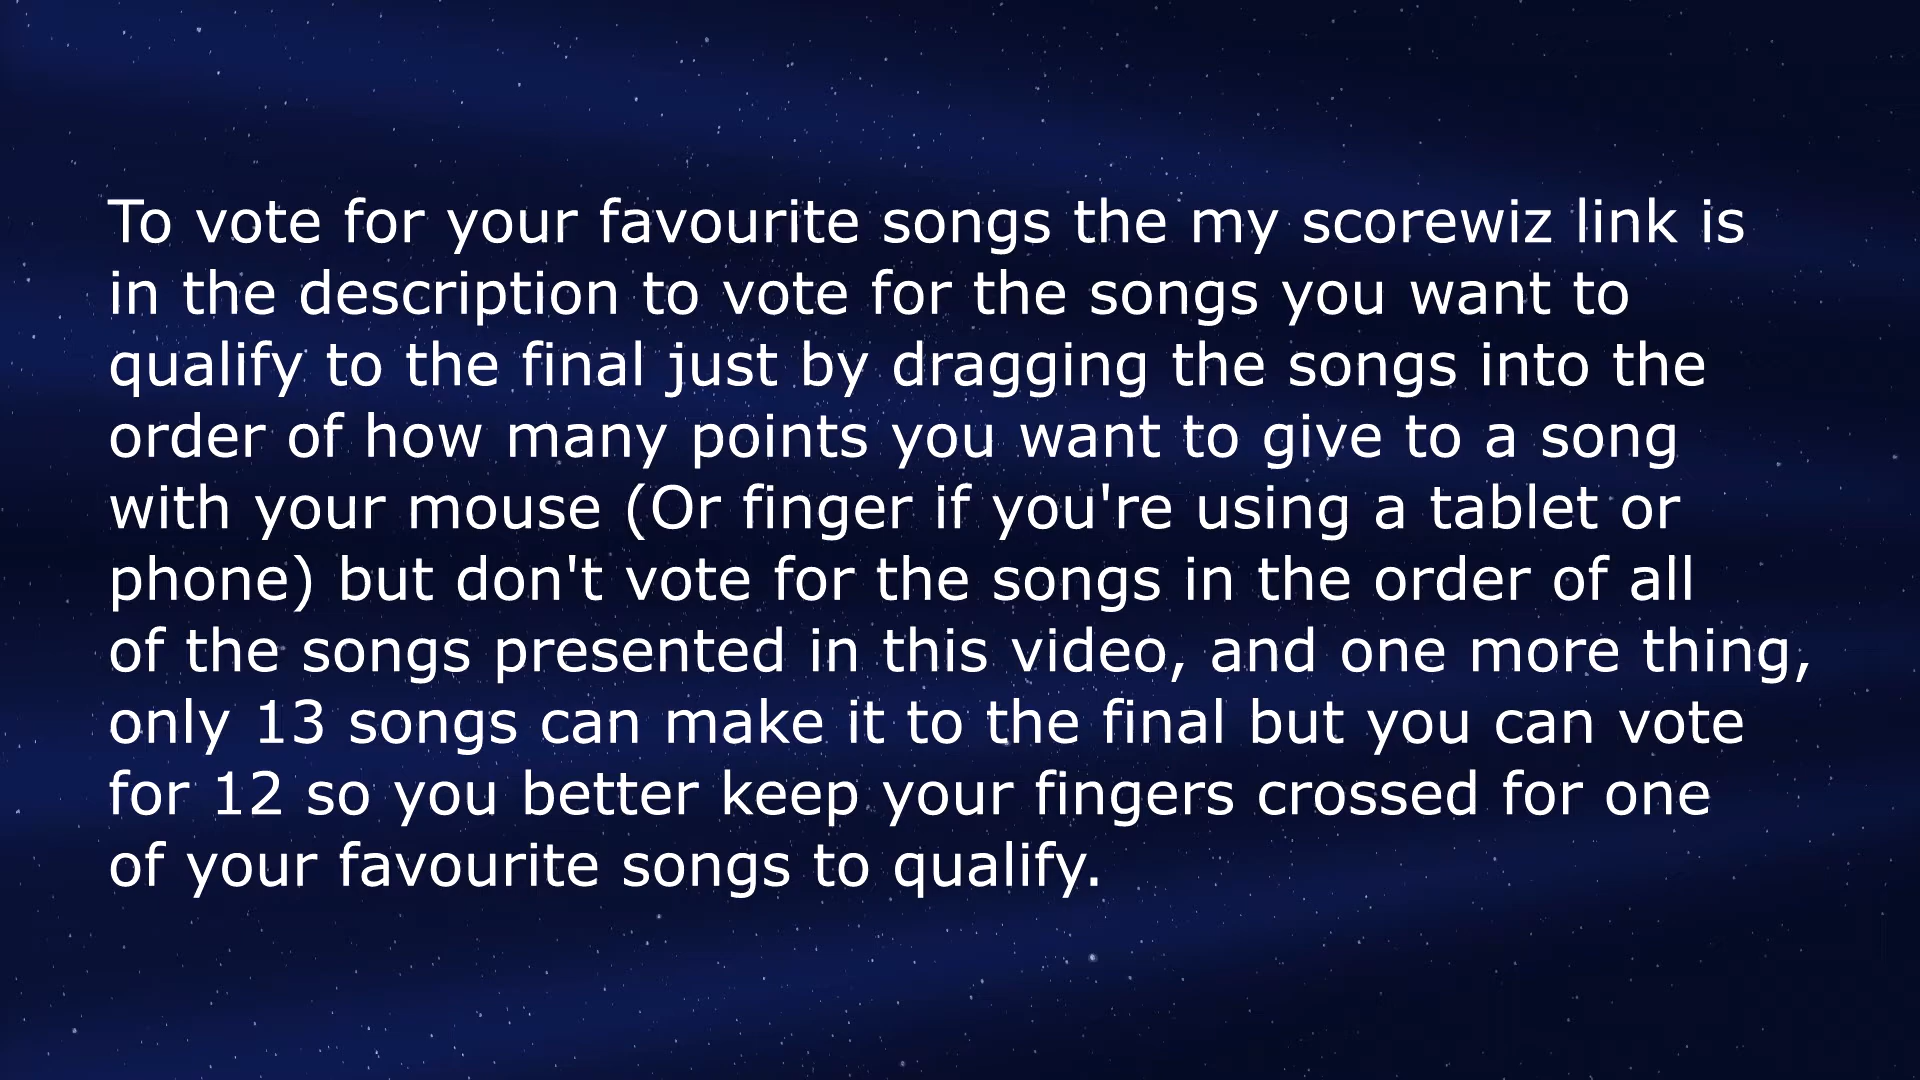 To vote for your favourite songs the my scorewiz link is
in the description to vote for the songs you want to
qualify to the final just by dragging the songs into the
order of how many points you want to give to a song
with your mouse (Or finger if you're using a tablet or
phone) but don't vote for the songs in the order of all
of the songs presented in this video, and one more thing,
only 13 songs can make it to the final but you can vote
for 12 so you better keep your fingers crossed for one
of your favourite songs to qualify.